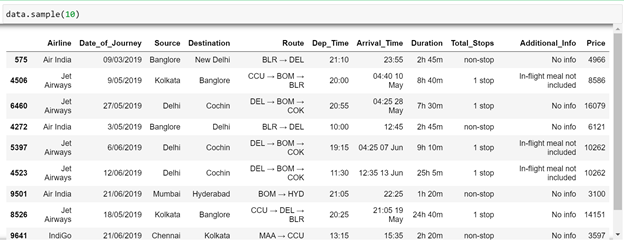 data.sample(10)
Airline Date_of_Journey Source Destination Route Dep_Time Arrival_Time Duration Total_Stops Additional_Info Price
575 Air India 09/03/2019 Banglore New Delhi BLR → DEL 21:10 23:55 2h 45m non-stop No info 4966
4506 Jet Airways 9/05/2019 Kolkata Banglore CCU → BOM → BLR 20:00 04:40 10 May 8h 40m 1 stop In-flight meal not included 8586
6460 Jet Airways 27/05/2019 Delhi Cochin DEL → BOM → COK 20:55 04:25 28 May 7h 30m 1 stop No info 16079
4272 Air India 3/05/2019 Banglore Delhi BLR → DEL 10:00 12:45 2h 45m non-stop No info 6121
5397 Jet Airways 6/06/2019 Delhi Cochin DEL → BOM → COK 19:15 04:25 07 Jun 9h 10m 1 stop In-flight meal not included 10262
4523 Jet Airways 12/06/2019 Delhi Cochin DEL → BOM → COK 11:30 12:35 13 Jun 25h 5m 1 stop In-flight meal not included 10262
9501 Air India 21/06/2019 Mumbai Hyderabad BOM → HYD 21:05 22:25 1h 20m non-stop No info 3100
8526 Jet Airways 18/05/2019 Kolkata Banglore CCU → DEL → BLR 20:25 21:05 19 May 24h 40m 1 stop No info 14151
9641 IndiGo 21/06/2019 Chennai Kolkata MAA → CCU 13:15 15:35 2h 20m non-stop No info 3597